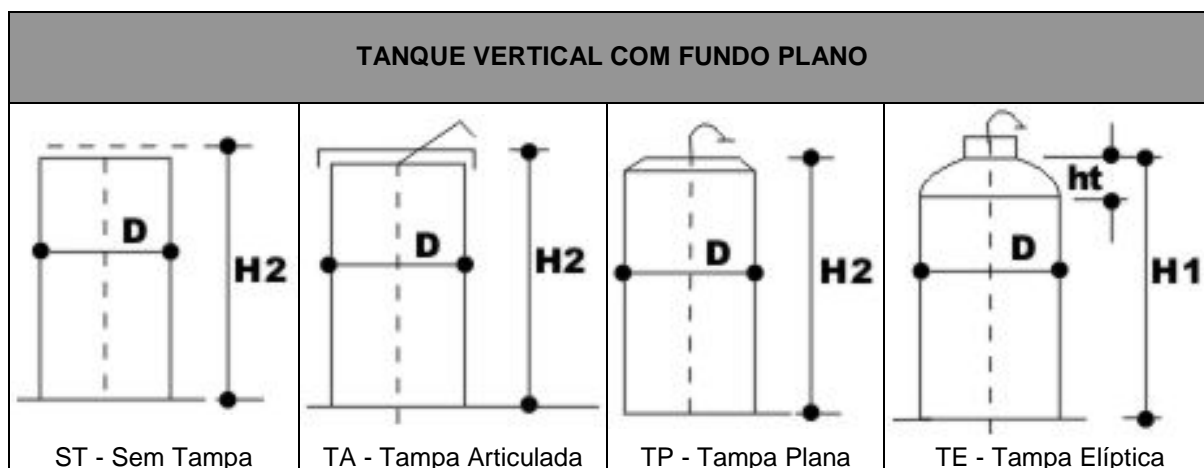 TANQUE VERTICAL COM FUNDO PLANO
D
H2
D
H2
D
H2
ht
D
H1
ST - Sem Tampa
TA - Tampa Articulada
TP - Tampa Plana
TE - Tampa Elíptica